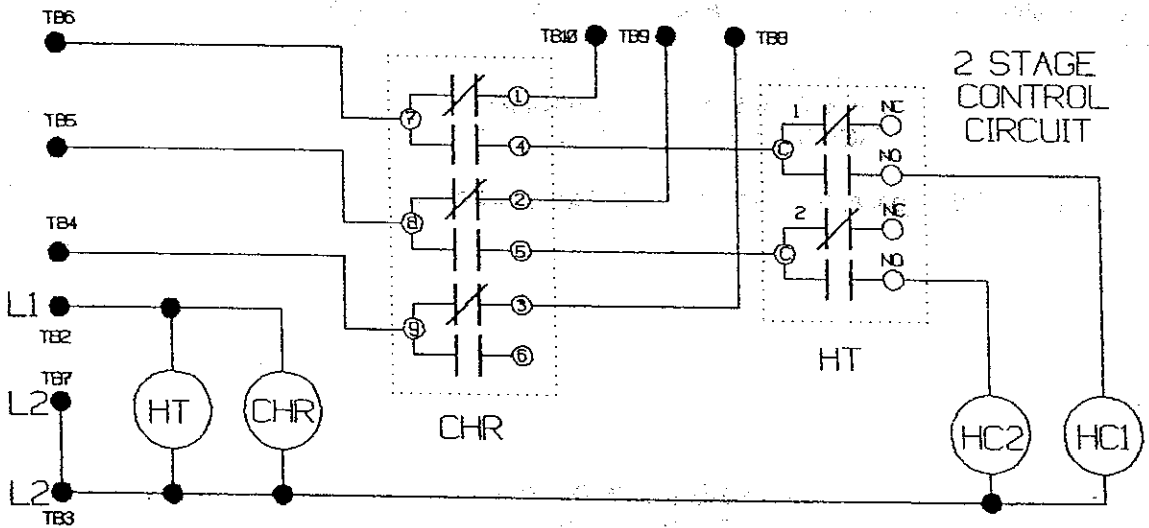 TB6
TB10
TB9
TB8
2 STAGE
CONTROL
CIRCUIT
1
7
4
1
NC
C
NO
TB5
2
8
5
2
NC
C
NO
TB4
3
9
6
L1
TB2
HT
TB7
L2
HT
CHR
CHR
HC2
HC1
L2
TB3